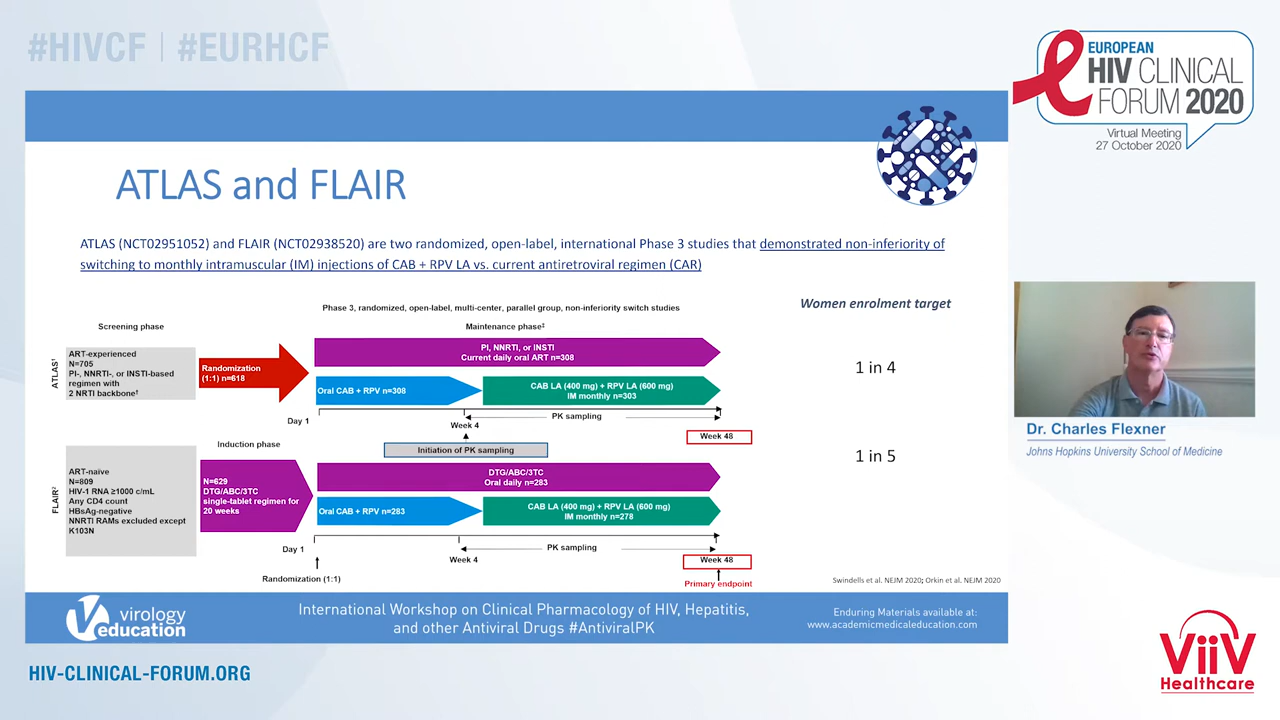 #HIVCF | #EURHCF
EUROPEAN
HIV CLINICAL
FORUM 2020
Virtual Meeting
27 October 2020
ATLAS and FLAIR
ATLAS (NCT02951052) and FLAIR (NCT02938520) are two randomized, open-label, international Phase 3 studies that demonstrated non-inferiority of
switching to monthly intramuscular (IM) injections of CAB + RPV LA vs. current antiretroviral regimen (CAR)
Phase 3, randomized, open-label, multi-center, parallel group, non-inferiority switch studies
Women enrolment target
Screening phase
Maintenance phase‡
ATLAS¹
ART-experienced
N=705
PI-, NNRTI-, or INSTI-based
regimen with
2 NRTI backbone†
Randomization
(1:1) n=618
PI, NNRTI, or INSTI
Current daily oral ART n=308
Oral CAB + RPV n=308
CAB LA (400 mg) + RPV LA (600 mg)
IM monthly n=303
1 in 4
Day 1
Week 4
PK sampling
Week 48
Initiation of PK sampling
Induction phase
FLAIR²
ART-naïve
N=809
HIV-1 RNA ≥1000 c/mL
Any CD4 count
HBsAg-negative
NNRTI RAMs excluded except
K103N
N=629
DTG/ABC/3TC
single-tablet regimen for
20 weeks
DTG/ABC/3TC
Oral daily n=283
Oral CAB + RPV n=283
CAB LA (400 mg) + RPV LA (600 mg)
IM monthly n=278
1 in 5
Day 1
Week 4
PK sampling
Week 48
Randomization (1:1)
Primary endpoint
Swindells et al. NEJM 2020; Orkin et al. NEJM 2020
virology
education
International Workshop on Clinical Pharmacology of HIV, Hepatitis,
and other Antiviral Drugs #AntiviralPK
Enduring Materials available at:
www.academicmedicaleducation.com
Dr. Charles Flexner
Johns Hopkins University School of Medicine
HIV-CLINICAL-FORUM.ORG
ViiV
Healthcare